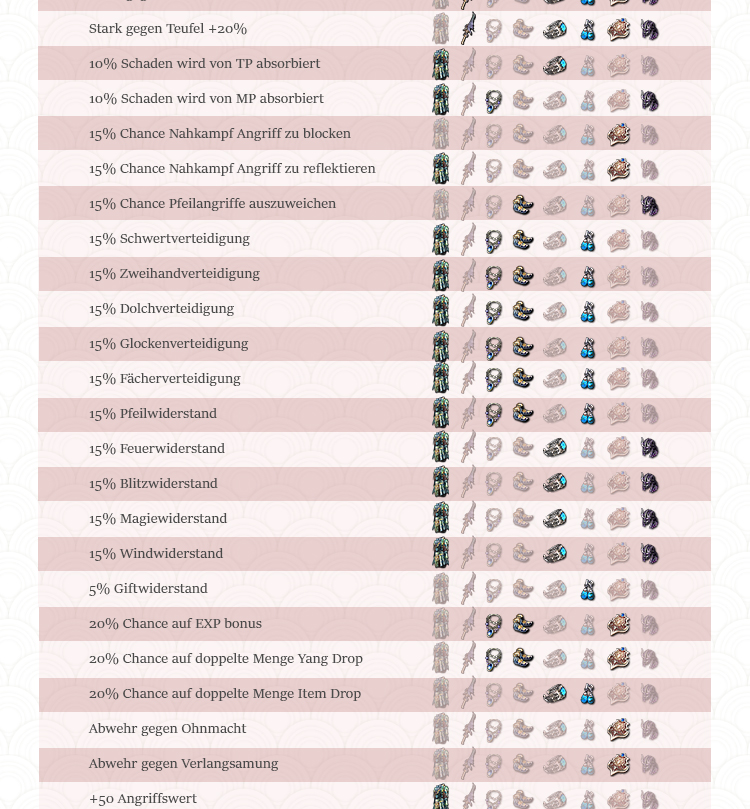 Stark gegen Teufel +20%
10% Schaden wird von TP absorbiert
10% Schaden wird von MP absorbiert
15% Chance Nahkampf Angriff zu blocken
15% Chance Nahkampf Angriff zu reflektieren
15% Chance Pfeilangriffe auszuweichen
15% Schwertverteidigung
15% Zweihandverteidigung
15% Dolchverteidigung
15% Glockenverteidigung
15% Fächerverteidigung
15% Pfeilwiderstand
15% Feuerwiderstand
15% Blitzwiderstand
15% Magiewiderstand
15% Windwiderstand
5% Giftwiderstand
20% Chance auf EXP bonus
20% Chance auf doppelte Menge Yang Drop
20% Chance auf doppelte Menge Item Drop
Abwehr gegen Ohnmacht
Abwehr gegen Verlangsamung
+50 Angriffswert